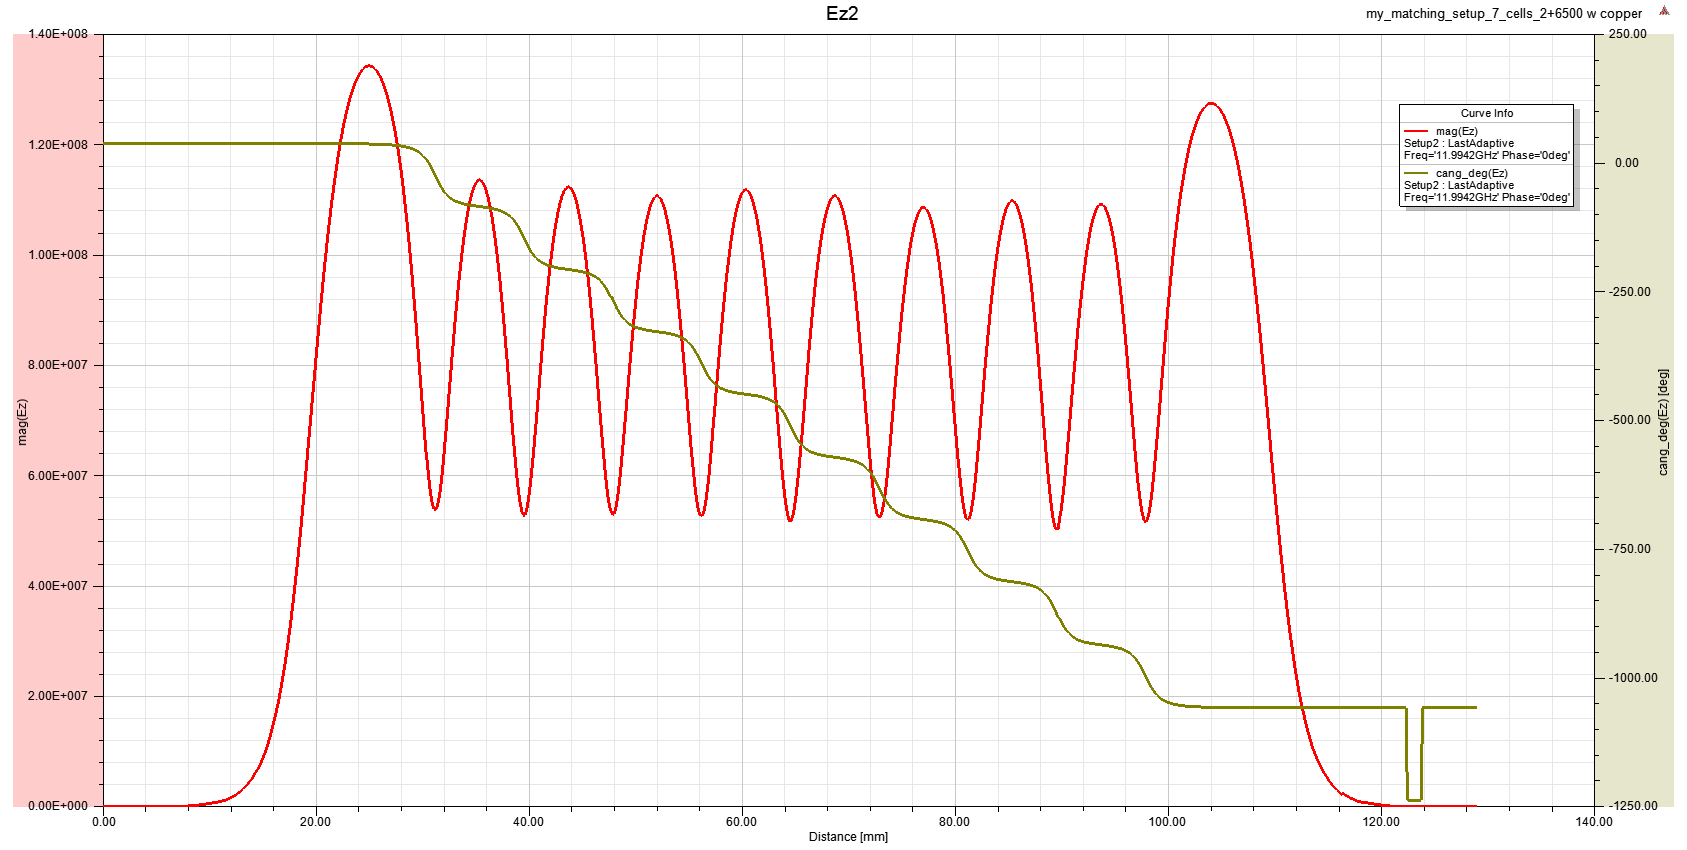 Ez2
my_matching_setup_7_cells_2+6500 w copper
1.40E+008
1.20E+008
1.00E+008
8.00E+007
6.00E+007
4.00E+007
2.00E+007
0.00E+000
mag(Ez)
250.00
0.00
-250.00
-500.00
-750.00
-1000.00
-1250.00
cang_deg(Ez) [deg]
Curve Info
mag(Ez)
Setup2 : LastAdaptive
Freq='11.9942GHz' Phase='0deg'
cang_deg(Ez)
Setup2 : LastAdaptive
Freq='11.9942GHz' Phase='0deg'
0.00 20.00 40.00 60.00 80.00 100.00 120.00 140.00
Distance [mm]